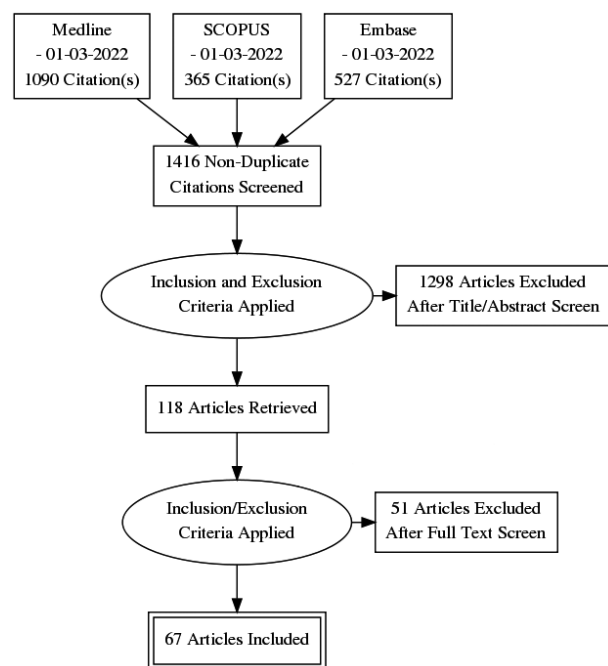 Medline
- 01-03-2022
1090 Citation(s)
SCOPUS
- 01-03-2022
365 Citation(s)
Embase
- 01-03-2022
527 Citation(s)
1416 Non-Duplicate
Citations Screened
Inclusion and Exclusion
Criteria Applied
1298 Articles Excluded
After Title/Abstract Screen
118 Articles Retrieved
Inclusion/Exclusion
Criteria Applied
51 Articles Excluded
After Full Text Screen
67 Articles Included